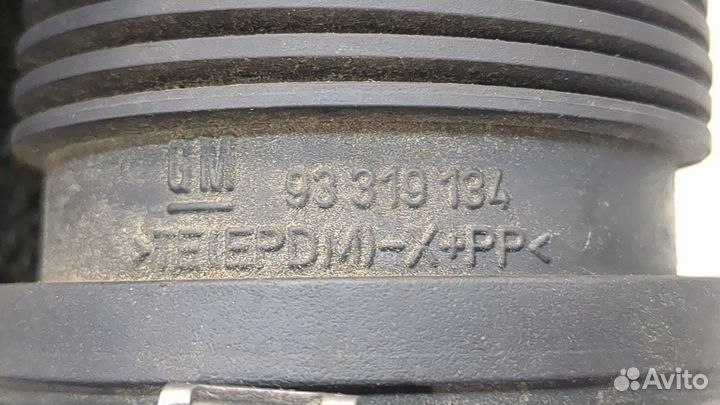 GM 93 319 134
>TE(EPDM)-X+PP<
Avito